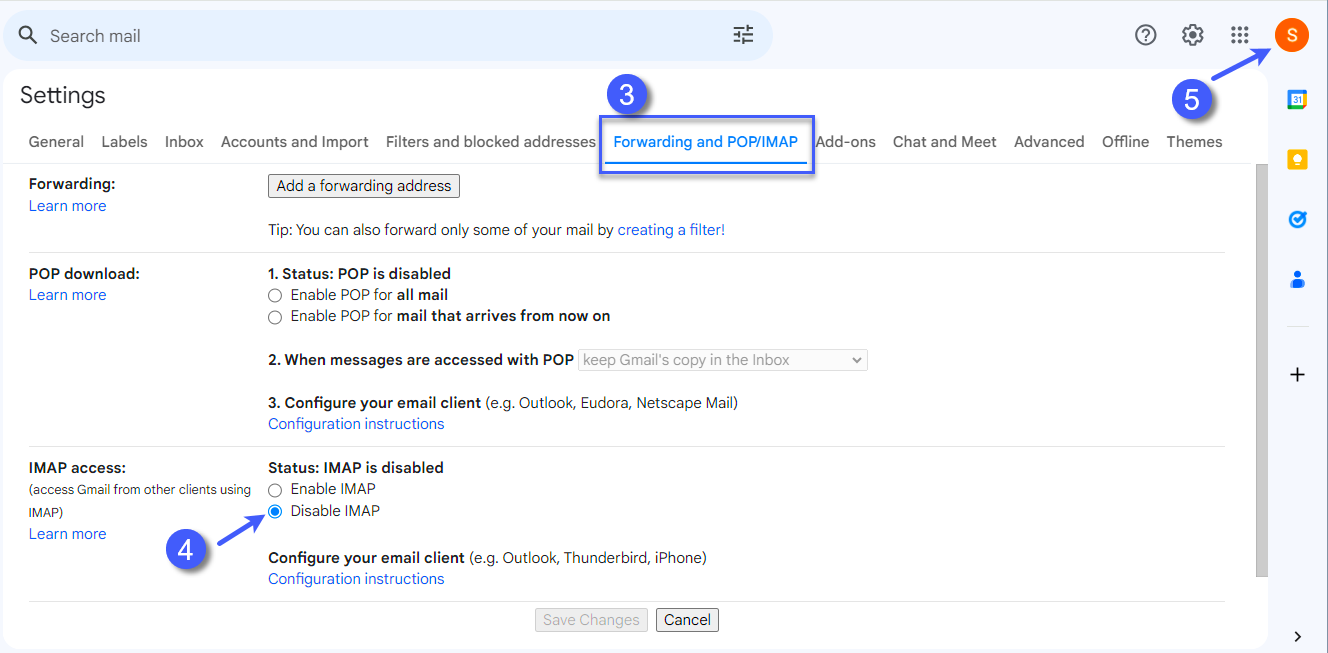 Search mail
S
Settings
3
5
31
General Labels Inbox Accounts and Import Filters and blocked addresses Forwarding and POP/IMAP Add-ons Chat and Meet Advanced Offline Themes
Forwarding:
Learn more
Add a forwarding address
Tip: You can also forward only some of your mail by creating a filter!
POP download:
Learn more
1. Status: POP is disabled
Enable POP for all mail
Enable POP for mail that arrives from now on
2. When messages are accessed with POP keep Gmail's copy in the Inbox
3. Configure your email client (e.g. Outlook, Eudora, Netscape Mail)
Configuration instructions
IMAP access:
(access Gmail from other clients using
IMAP)
Learn more
Status: IMAP is disabled
Enable IMAP
Disable IMAP
4
Configure your email client (e.g. Outlook, Thunderbird, iPhone)
Configuration instructions
Save Changes Cancel